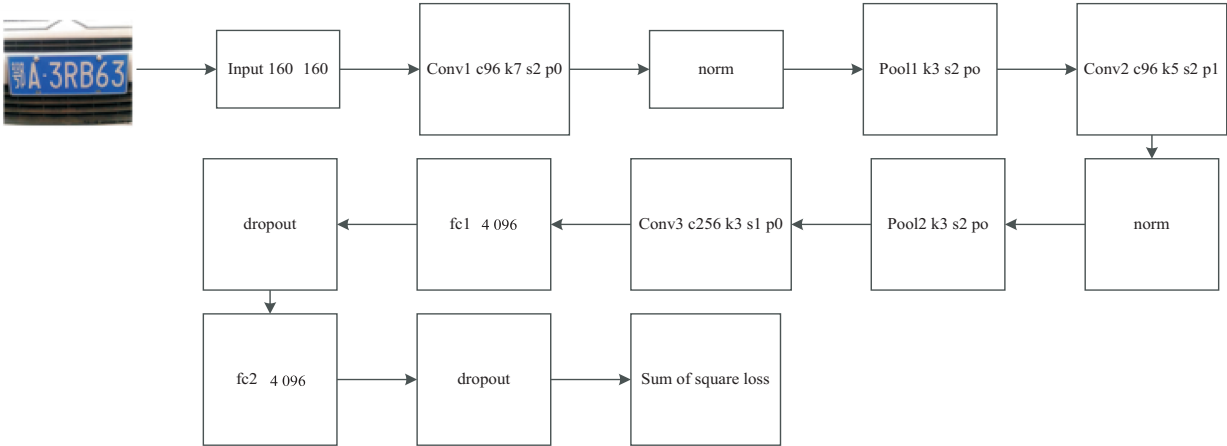 A·3RB63
Input 160 160
Conv1 c96 k7 s2 p0
norm
Pool1 k3 s2 po
Conv2 c96 k5 s2 p1
dropout
fc1 4 096
Conv3 c256 k3 s1 p0
Pool2 k3 s2 po
norm
fc2 4 096
dropout
Sum of square loss